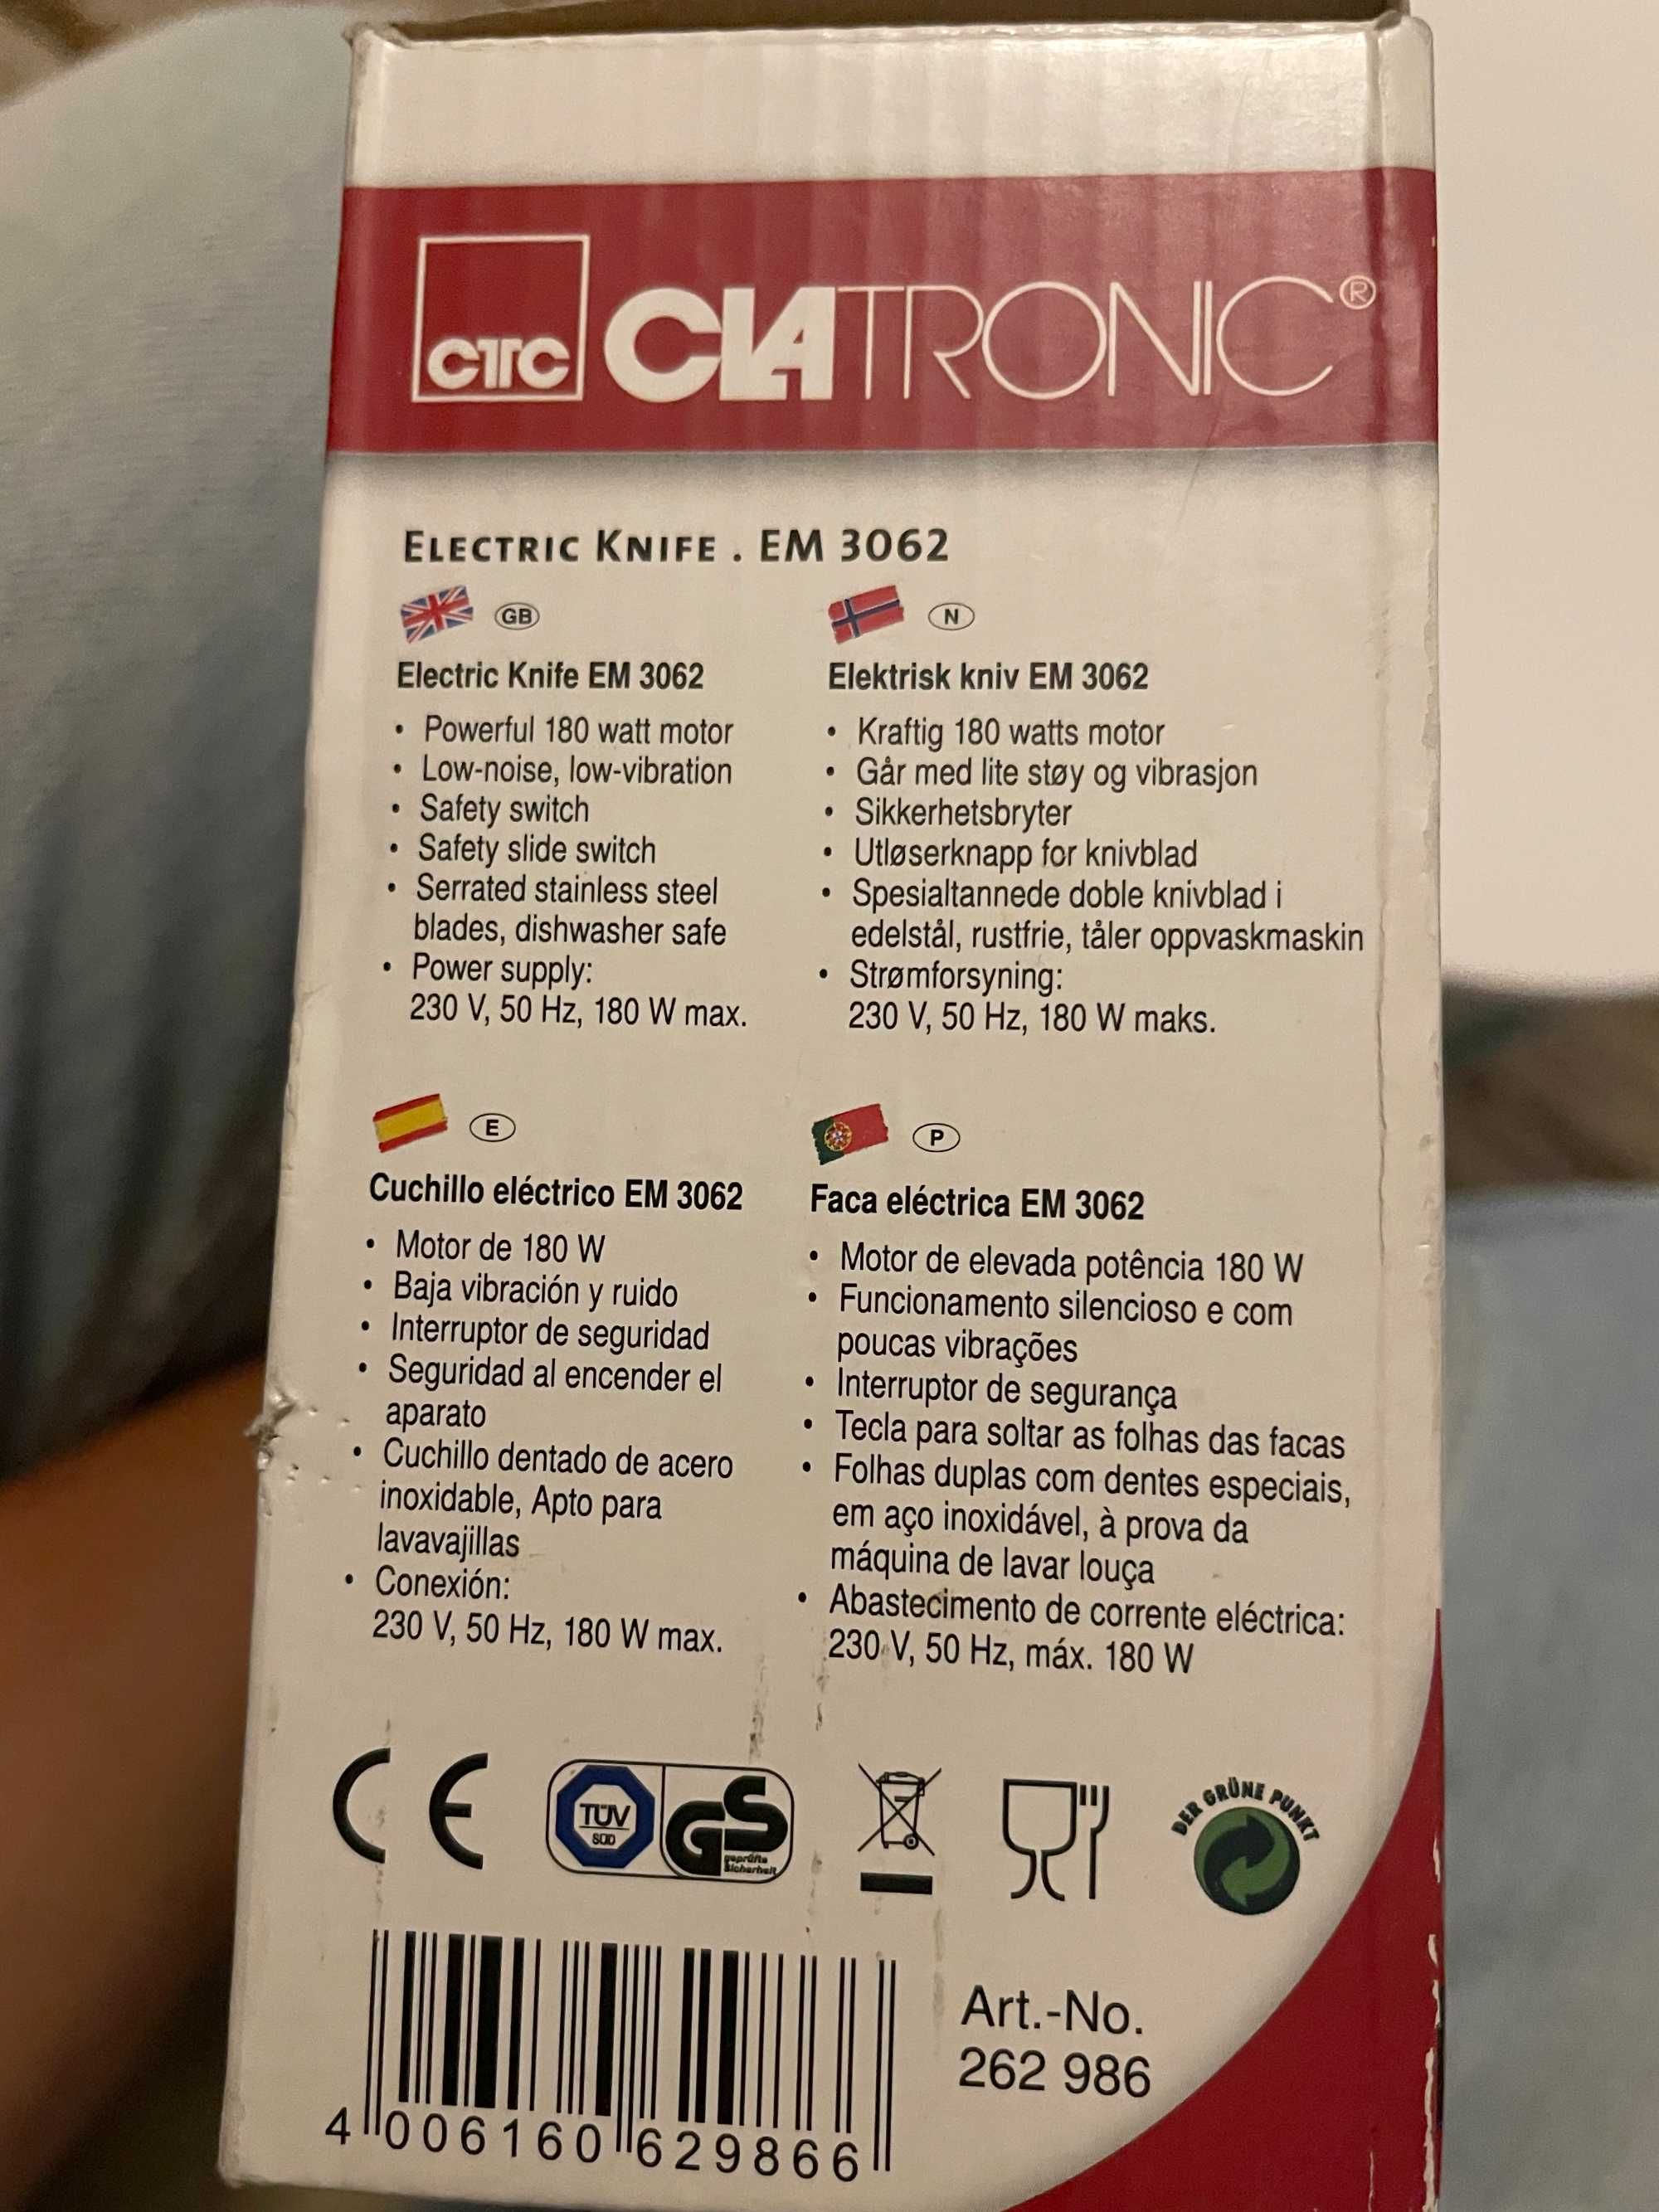 CTC CLATRONIC®
ELECTRIC KNIFE . EM 3062
GB
Electric Knife EM 3062
• Powerful 180 watt motor
• Low-noise, low-vibration
• Safety switch
• Safety slide switch
• Serrated stainless steel
blades, dishwasher safe
• Power supply:
230 V, 50 Hz, 180 W max.
N
Elektrisk kniv EM 3062
• Kraftig 180 watts motor
• Går med lite støy og vibrasjon
• Sikkerhetsbryter
• Utløserknapp for knivblad
• Spesialtannede doble knivblad i
edelstål, rustfrie, tåler oppvaskmaskin
• Strømforsyning:
230 V, 50 Hz, 180 W maks.
E
Cuchillo eléctrico EM 3062
• Motor de 180 W
• Baja vibración y ruido
• Interruptor de seguridad
• Seguridad al encender el
aparato
• Cuchillo dentado de acero
inoxidable, Apto para
lavavajillas
• Conexión:
230 V, 50 Hz, 180 W max.
P
Faca eléctrica EM 3062
• Motor de elevada potência 180 W
• Funcionamento silencioso e com
poucas vibrações
• Interruptor de segurança
• Tecla para soltar as folhas das facas
• Folhas duplas com dentes especiais,
em aço inoxidável, à prova da
máquina de lavar louça
• Abastecimento de corrente eléctrica:
230 V, 50 Hz, máx. 180 W
CE
TÜV
SÜD
GS
geprüfte
Sicherheit
DER GRÜNE PUNKT
Art.-No.
262 986
4 006160 629866